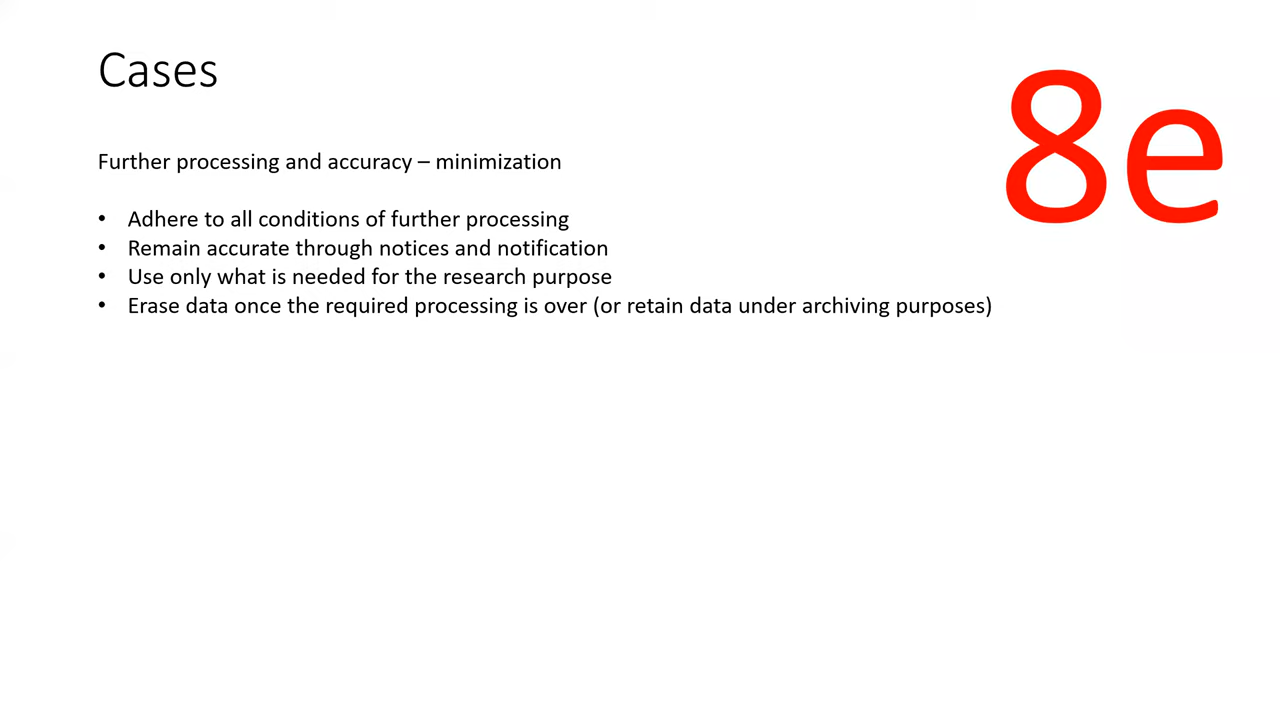 Cases
8e
Further processing and accuracy – minimization
• Adhere to all conditions of further processing
• Remain accurate through notices and notification
• Use only what is needed for the research purpose
• Erase data once the required processing is over (or retain data under archiving purposes)